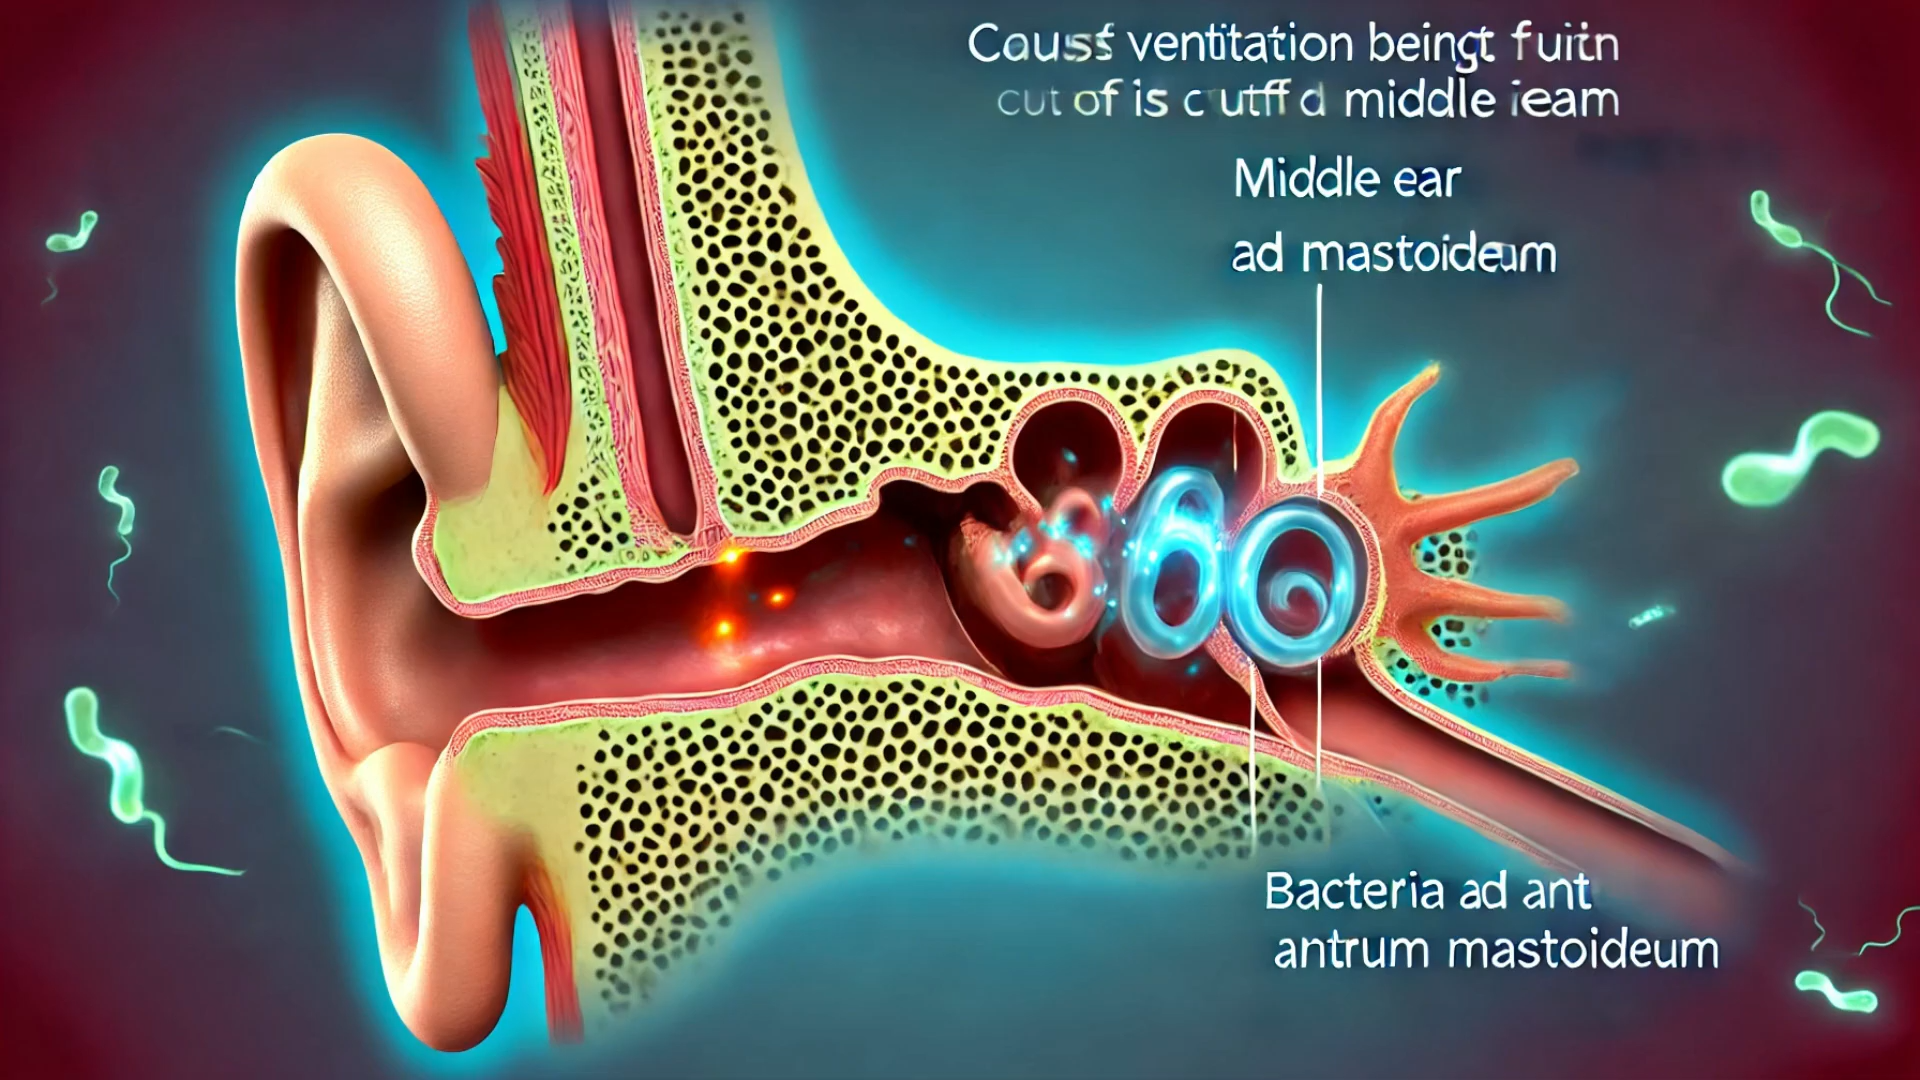 Causs ventitation beingt fuitn
cut of is c utff d middle ieam
Middle ear
ad mastoideum
Bacteria ad ant
antrum mastoideum